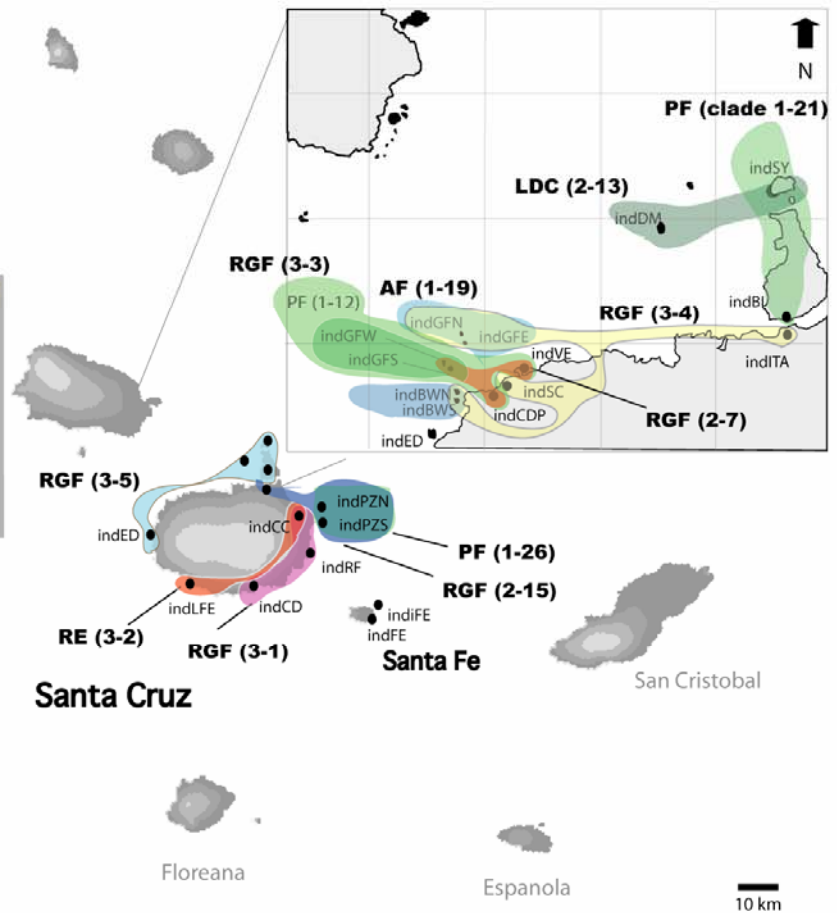 N
PF (clade 1-21)
indSY
LDC (2-13)
indDM
RGF (3-3)
AF (1-19)
PF (1-12)
indBL
RGF (3-4)
indGFN
indGFE
indGFW
indVE
indITA
indGFS
indSC
indBWN
indBWS
indCDP
RGF (2-7)
indED
RGF (3-5)
indPZN
indED
indCC
indPZS
PF (1-26)
indRF
RGF (2-15)
indLFE
indCD
indiFE
RE (3-2)
indFE
RGF (3-1)
Santa Fe
San Cristobal
Santa Cruz
Floreana
Espanola
10 km